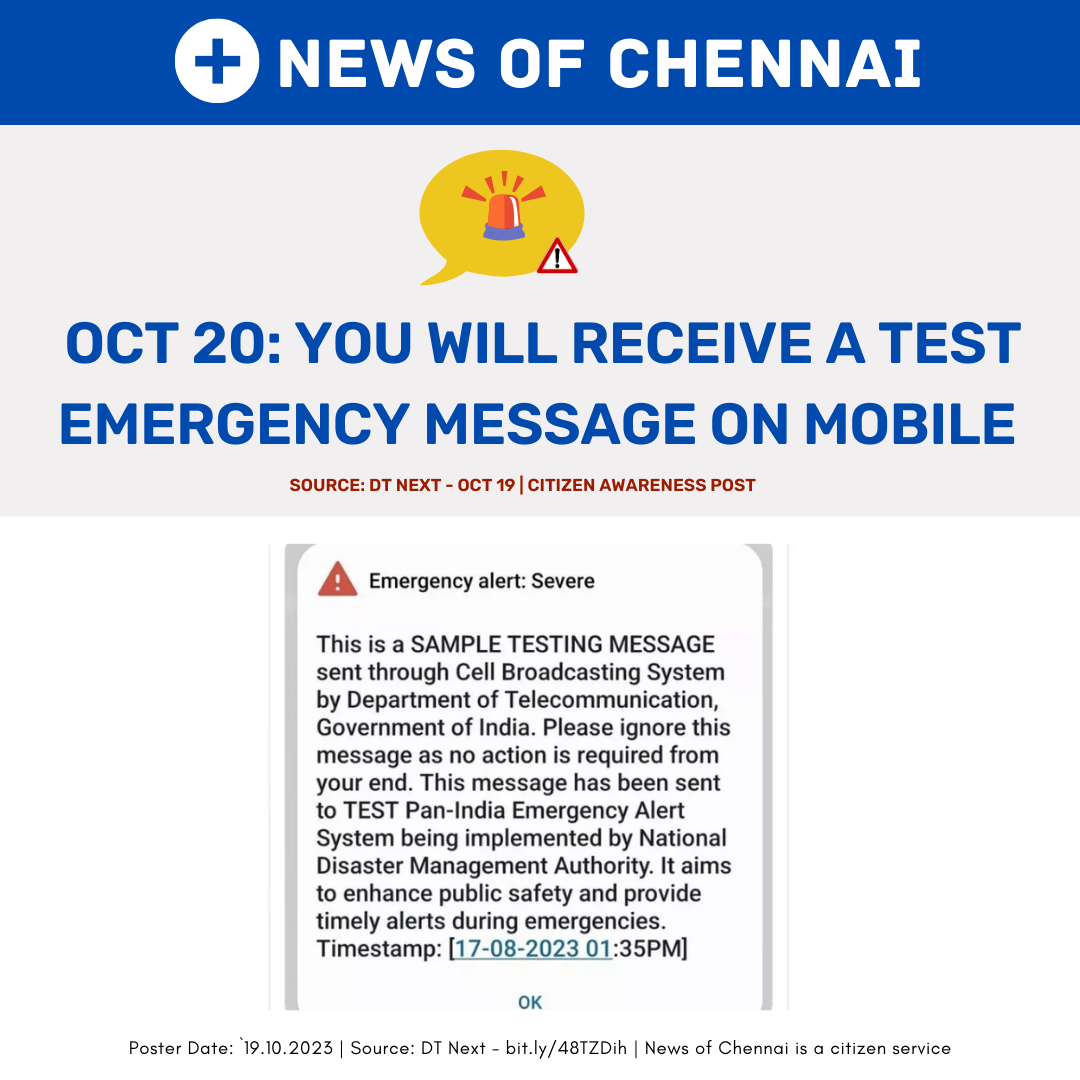 NEWS OF CHENNAI
OCT 20: YOU WILL RECEIVE A TEST
EMERGENCY MESSAGE ON MOBILE
SOURCE: DT NEXT - OCT 19 | CITIZEN AWARENESS POST
Emergency alert: Severe
This is a SAMPLE TESTING MESSAGE
sent through Cell Broadcasting System
by Department of Telecommunication,
Government of India. Please ignore this
message as no action is required from
your end. This message has been sent
to TEST Pan-India Emergency Alert
System being implemented by National
Disaster Management Authority. It aims
to enhance public safety and provide
timely alerts during emergencies.
Timestamp: [17-08-2023 01:35PM]
OK
Poster Date: `19.10.2023 | Source: DT Next - bit.ly/48TZDih | News of Chennai is a citizen service